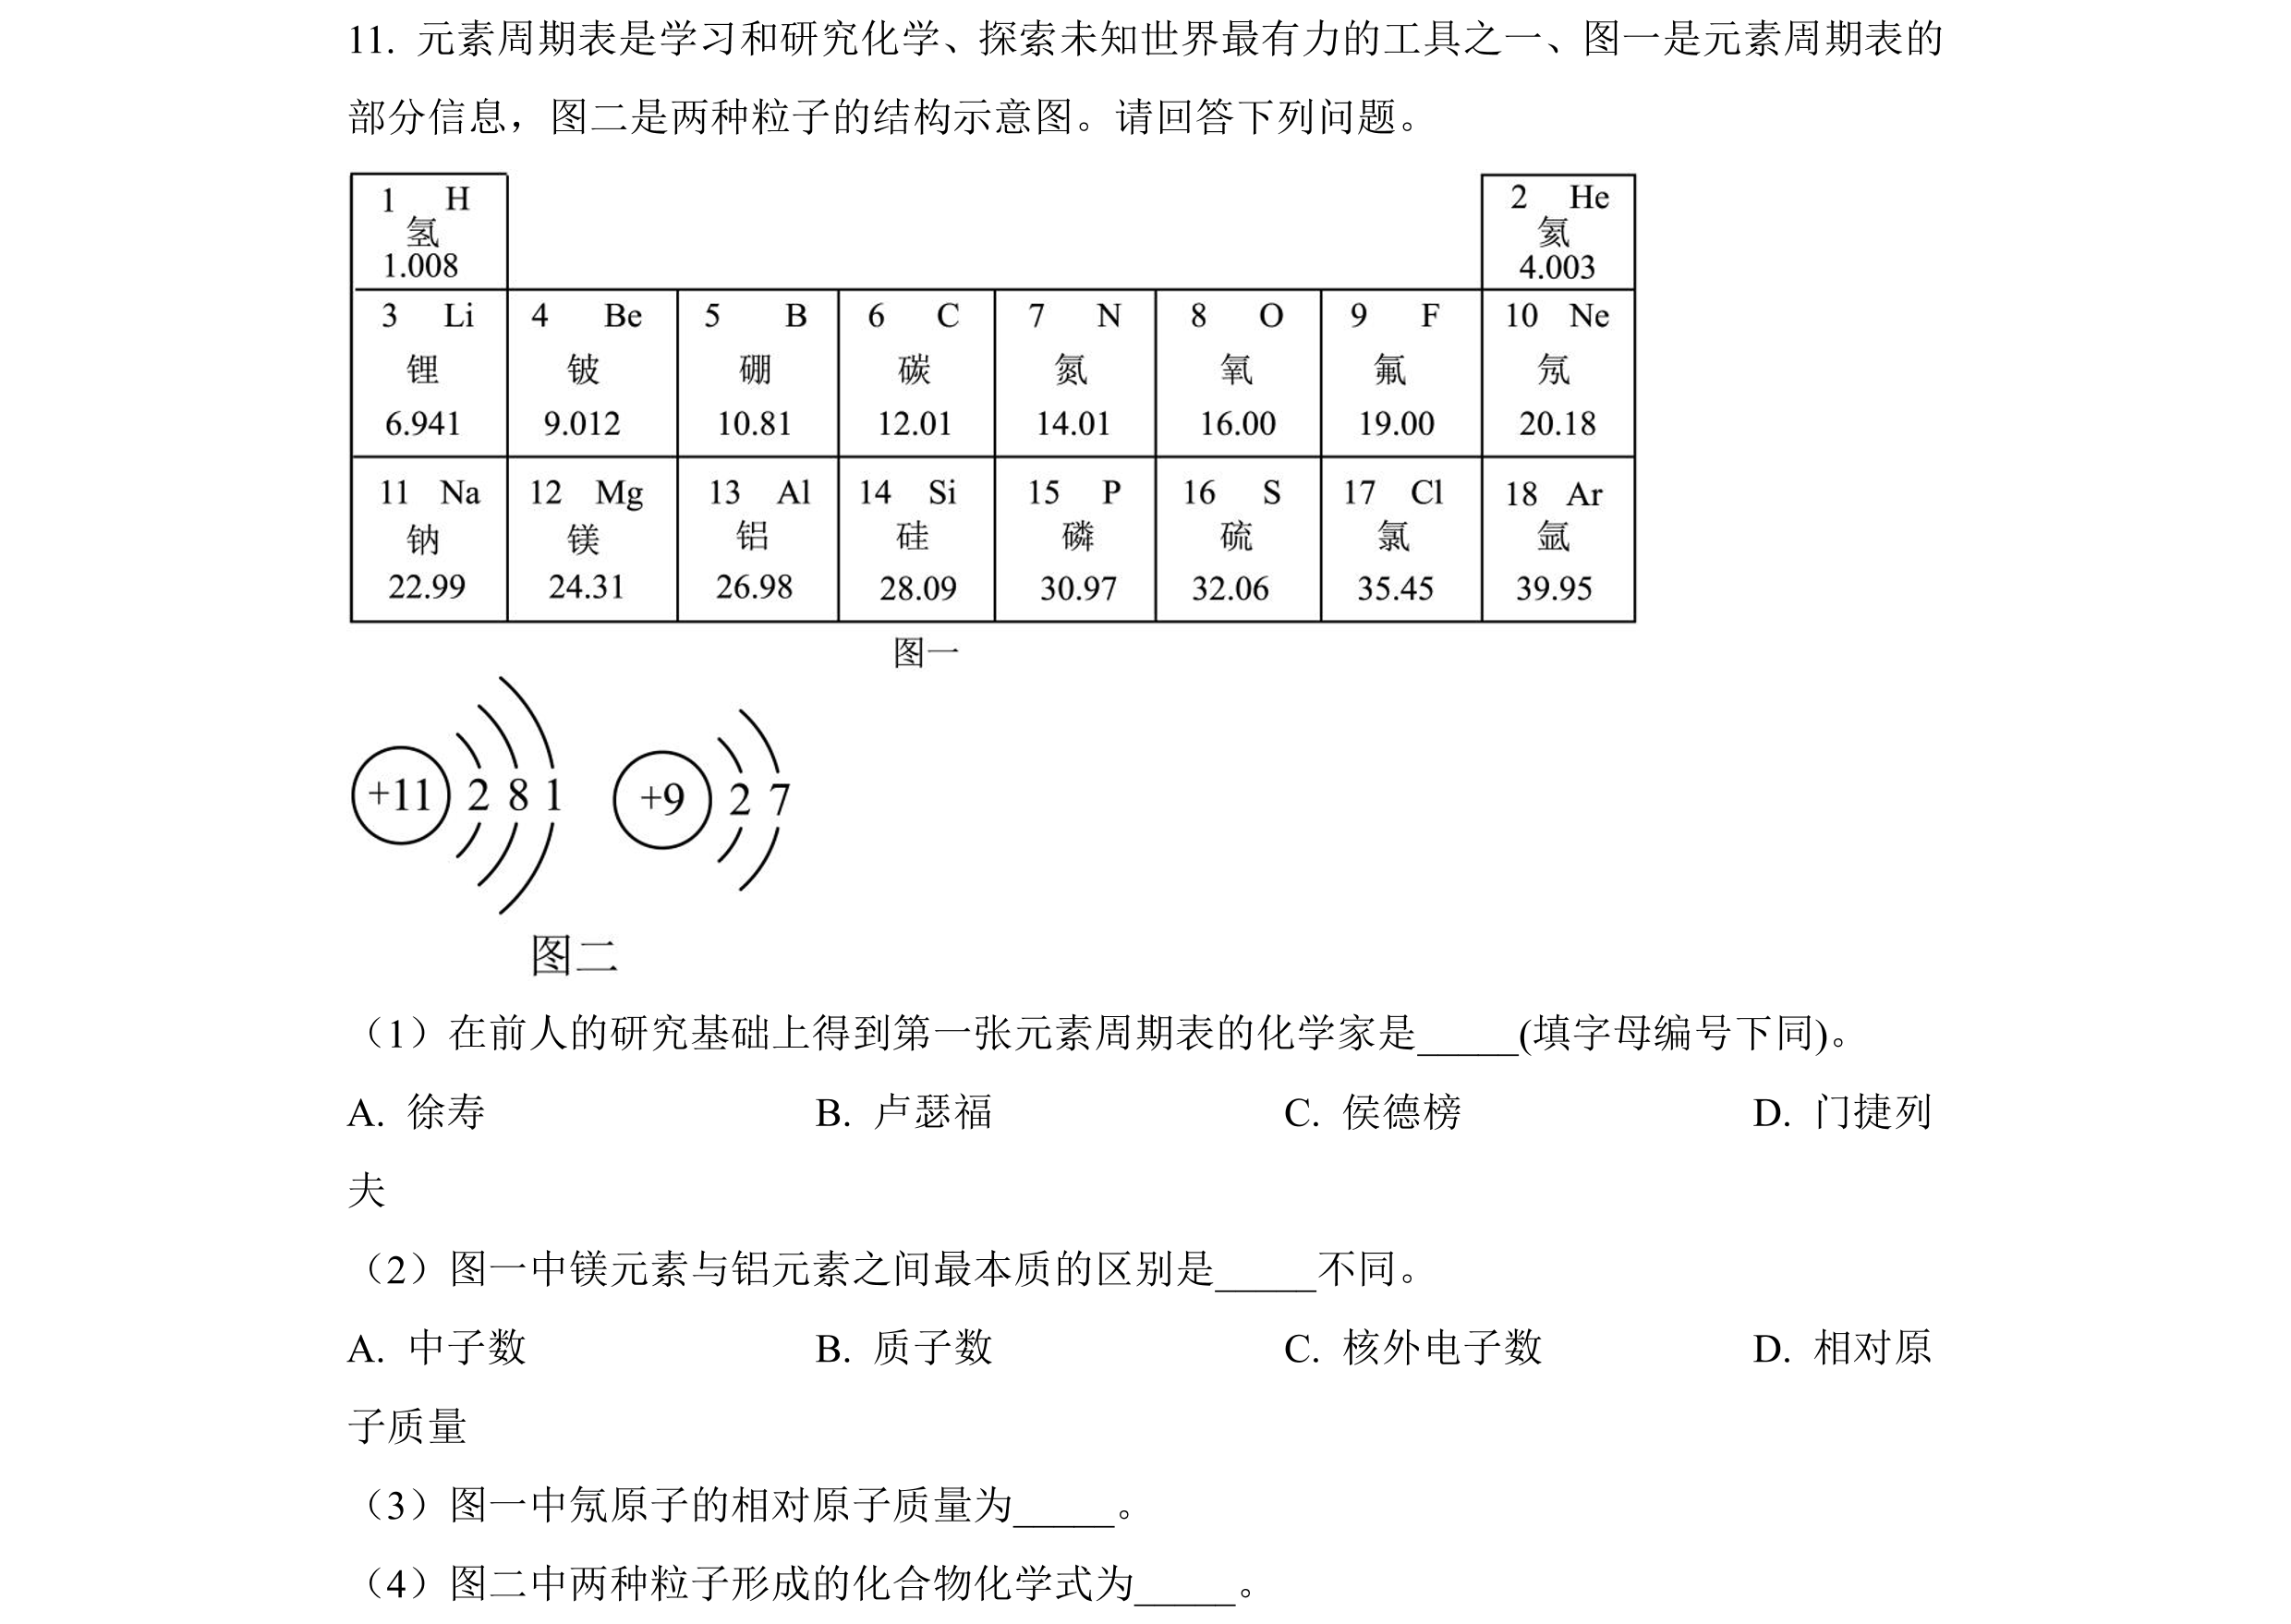 11. 元素周期表是学习和研究化学、探索未知世界最有力的工具之一、图一是元素周期表的
部分信息，图二是两种粒子的结构示意图。请回答下列问题。
1 H 2 He
氢 氦
1.008 4.003
3 Li 4 Be 5 B 6 C 7 N 8 O 9 F 10 Ne
锂 铍 硼 碳 氮 氧 氟 氖
6.941 9.012 10.81 12.01 14.01 16.00 19.00 20.18
11 Na 12 Mg 13 Al 14 Si 15 P 16 S 17 Cl 18 Ar
钠 镁 铝 硅 磷 硫 氯 氩
22.99 24.31 26.98 28.09 30.97 32.06 35.45 39.95
图一
+11 2 8 1 +9 2 7
图二
（1）在前人的研究基础上得到第一张元素周期表的化学家是_____(填字母编号下同)。
A. 徐寿 B. 卢瑟福 C. 侯德榜 D. 门捷列
夫
（2）图一中镁元素与铝元素之间最本质的区别是_____不同。
A. 中子数 B. 质子数 C. 核外电子数 D. 相对原
子质量
（3）图一中氖原子的相对原子质量为_____。
（4）图二中两种粒子形成的化合物化学式为_____。